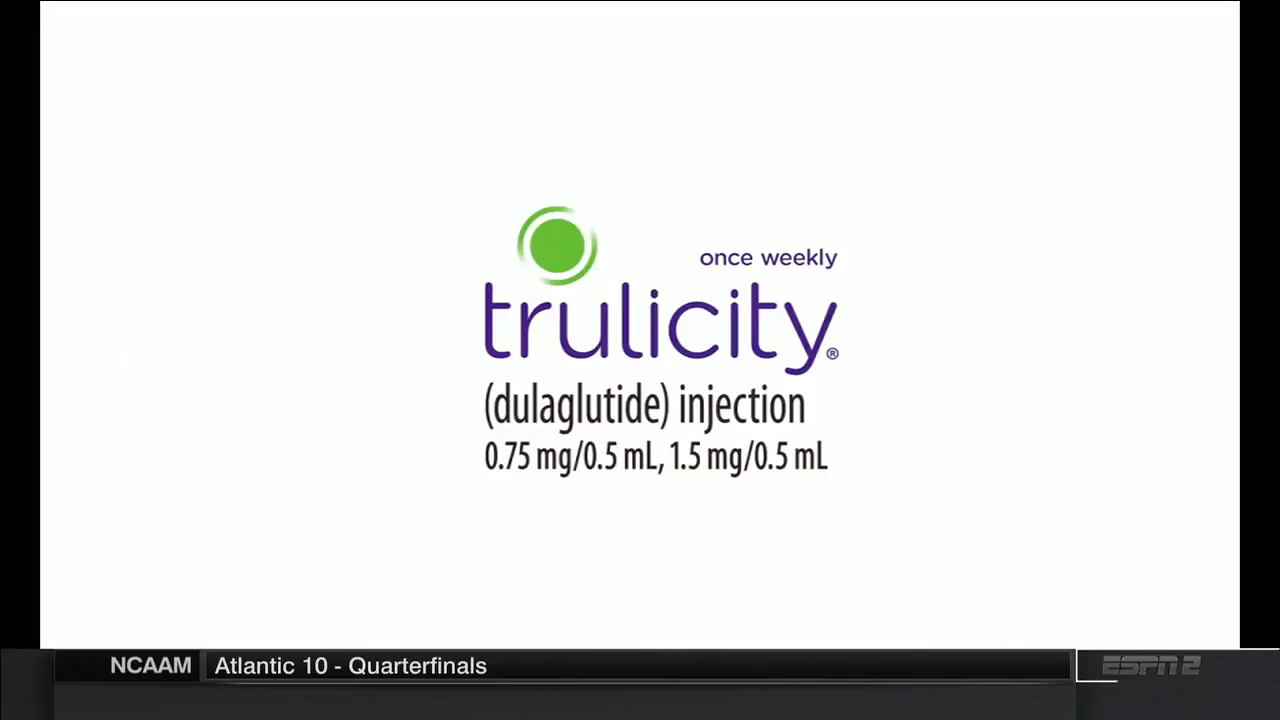 once weekly
trulicity®
(dulaglutide) injection
0.75 mg/0.5 mL, 1.5 mg/0.5 mL
NCAAM Atlantic 10 - Quarterfinals ESPN2